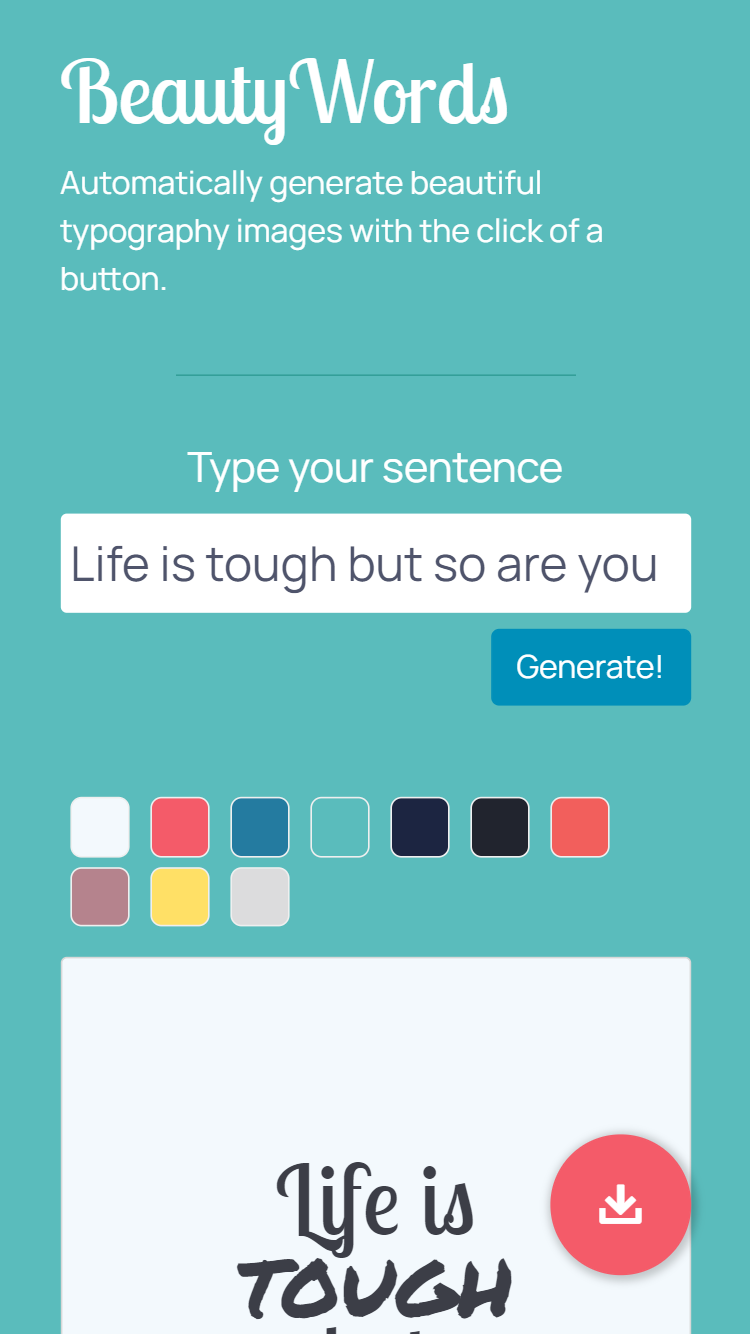 BeautyWords
Automatically generate beautiful
typography images with the click of a
button.
Type your sentence
Life is tough but so are you
Generate!
Life is
TOUGH